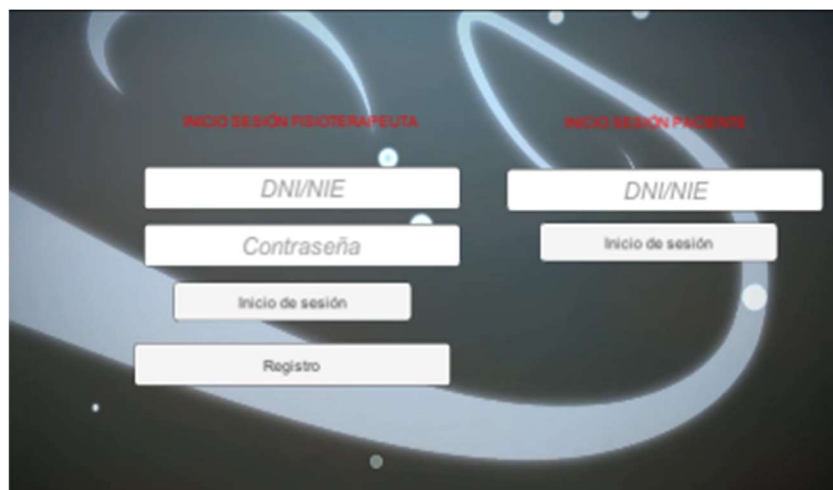 INICIO SESIÓN FISIOTERAPEUTA
DNI/NIE
Contraseña
Inicio de sesión
Registro
INICIO SESIÓN PACIENTE
DNI/NIE
Inicio de sesión